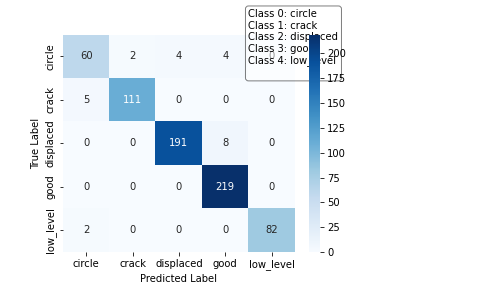 Class 0: circle
Class 1: crack
Class 2: displaced
Class 3: good
Class 4: low_level
circle 60 2 4 4 0
crack 5 111 0 0 0
displaced 0 0 191 8 0
good 0 0 0 219 0
low_level 2 0 0 0 82
circle crack displaced good low_level
Predicted Label
True Label
200
175
150
125
100
75
50
25
0